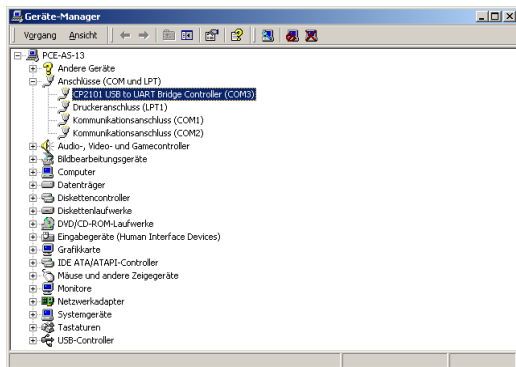 Geräte-Manager
Vorgang Ansicht
PCE-AS-13
Andere Geräte
Anschlüsse (COM und LPT)
CP2101 USB to UART Bridge Controller (COM3)
Druckeranschluss (LPT1)
Kommunikationsanschluss (COM1)
Kommunikationsanschluss (COM2)
Audio-, Video- und Gamecontroller
Bildbearbeitungsgeräte
Computer
Datenträger
Diskettencontroller
Diskettenlaufwerke
DVD/CD-ROM-Laufwerke
Eingabegeräte (Human Interface Devices)
Grafikkarte
IDE ATA/ATAPI-Controller
Mäuse und andere Zeigegeräte
Monitore
Netzwerkadapter
Systemgeräte
Tastaturen
USB-Controller